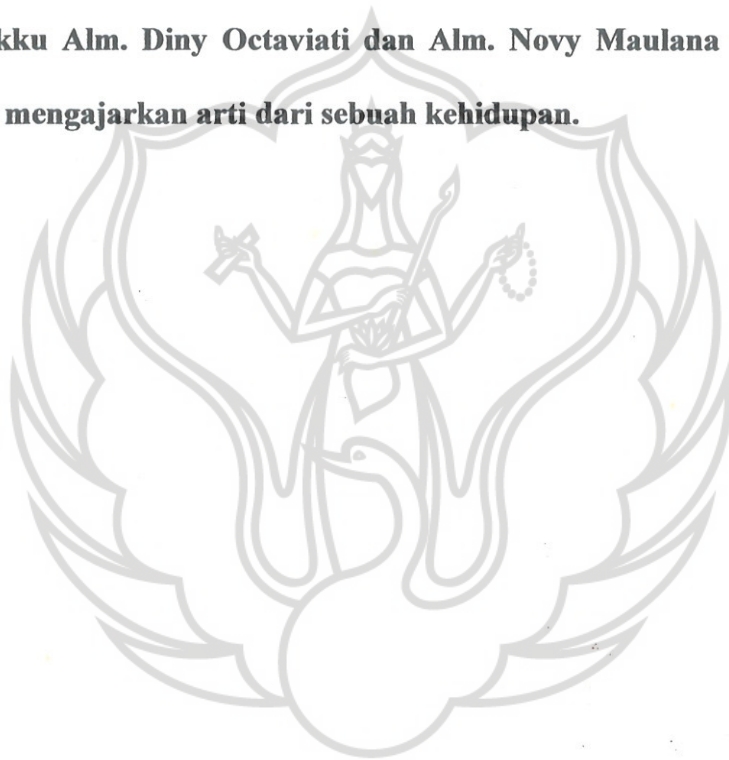 kku Alm. Diny Octaviati dan Alm. Novy Maulana
mengajarkan arti dari sebuah kehidupan.